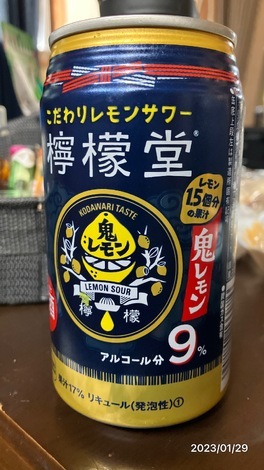 こだわりレモンサワー
檸檬堂®
レモン
1.5個分
の果汁
KODAWARI TASTE
鬼
レモン
LEMON SOUR
檸檬
鬼レモン
アルコール分 9%
果汁17% リキュール(発泡性)①
2023/01/29